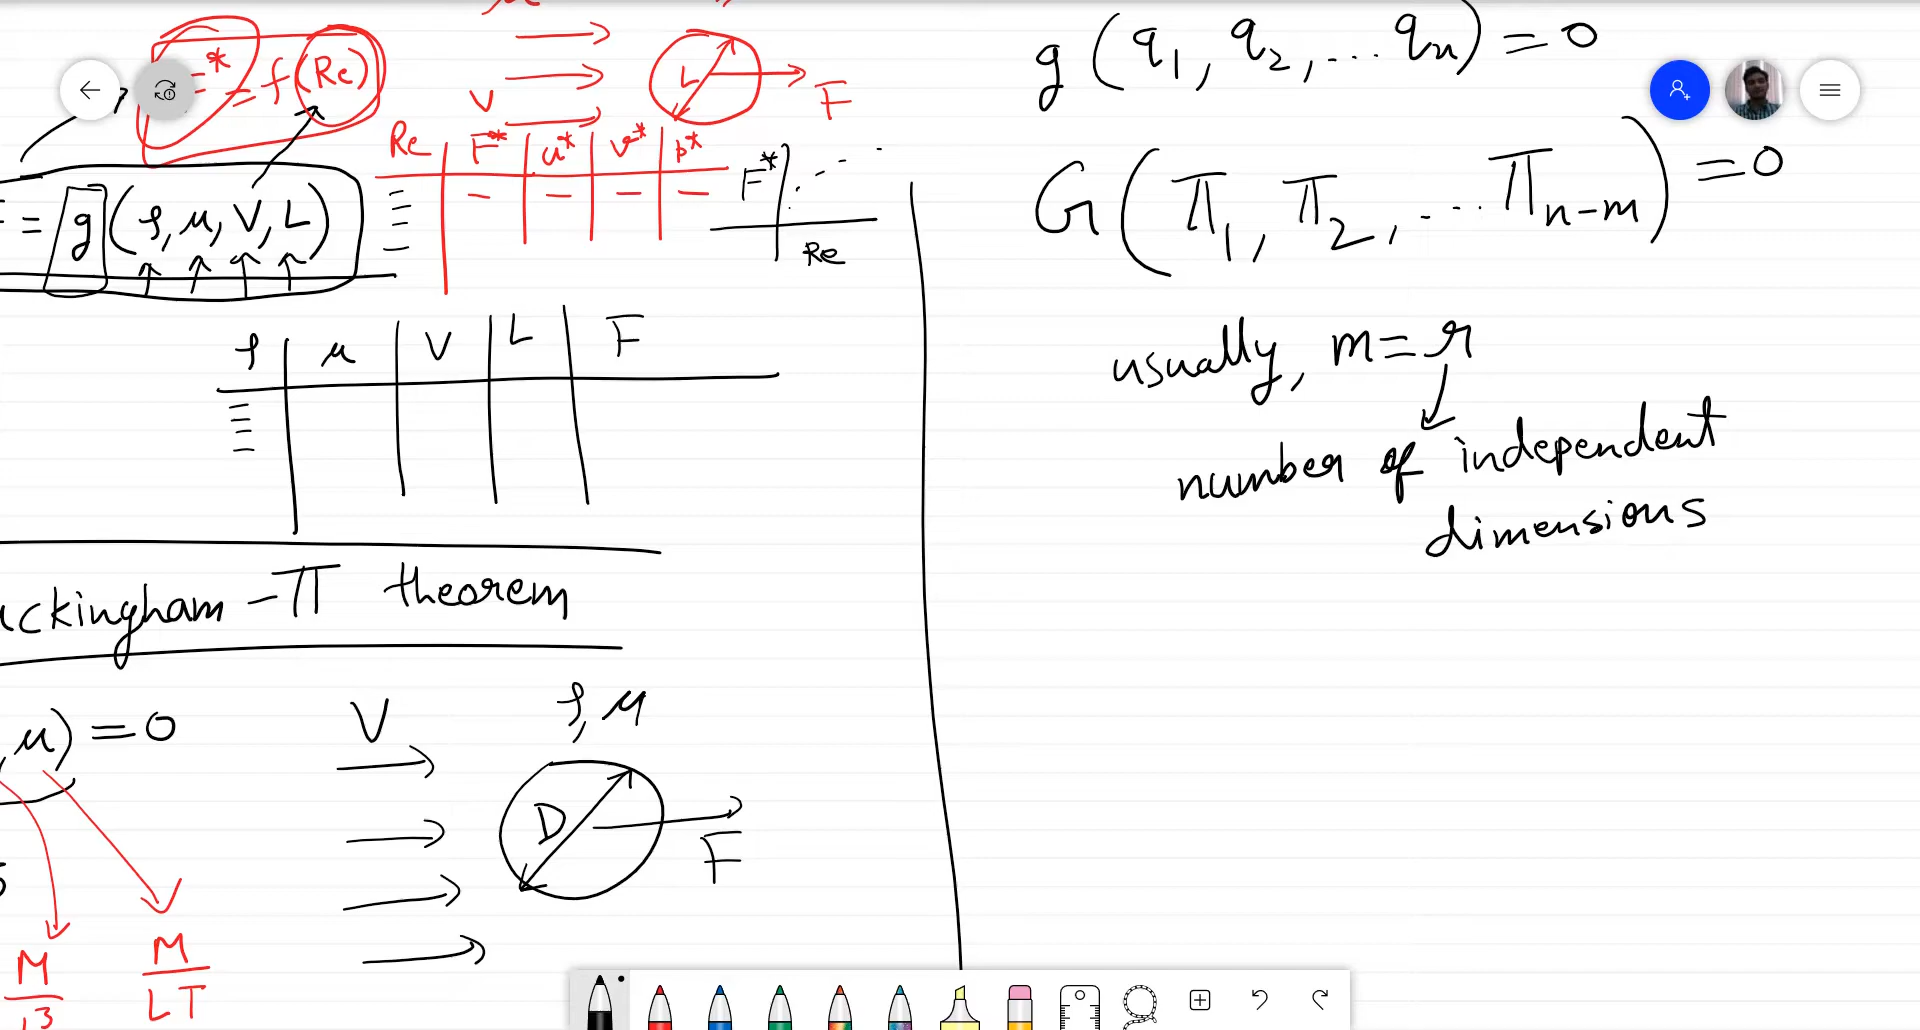 F* = f(Re)
V
L
F
Re F* u* v* p*
F*
Re
= g(ρ, μ, V, L)
ρ μ V L F
uckingham - Π theorem
, μ) = 0
V
ρ, μ
D
F
M
M
LT
g(q1, q2, ... qn) = 0
G(Π1, Π2, ... Πn-m) = 0
usually, m = r
number of independent
dimensions